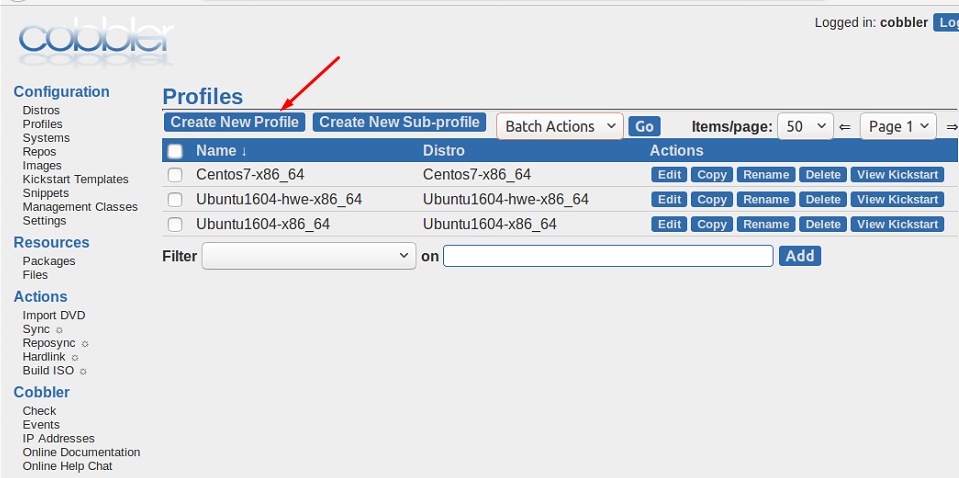 Logged in: cobbler
cobbler
Configuration
Distros
Profiles
Systems
Repos
Images
Kickstart Templates
Snippets
Management Classes
Settings
Resources
Packages
Files
Actions
Import DVD
Sync ☼
Reposync ☼
Hardlink ☼
Build ISO ☼
Cobbler
Check
Events
IP Addresses
Online Documentation
Online Help Chat
Profiles
Create New Profile Create New Sub-profile Batch Actions Go Items/page: 50 ⇐ Page 1 ⇒
Name ↓ Distro Actions
Centos7-x86_64 Centos7-x86_64 Edit Copy Rename Delete View Kickstart
Ubuntu1604-hwe-x86_64 Ubuntu1604-hwe-x86_64 Edit Copy Rename Delete View Kickstart
Ubuntu1604-x86_64 Ubuntu1604-x86_64 Edit Copy Rename Delete View Kickstart
Filter on Add